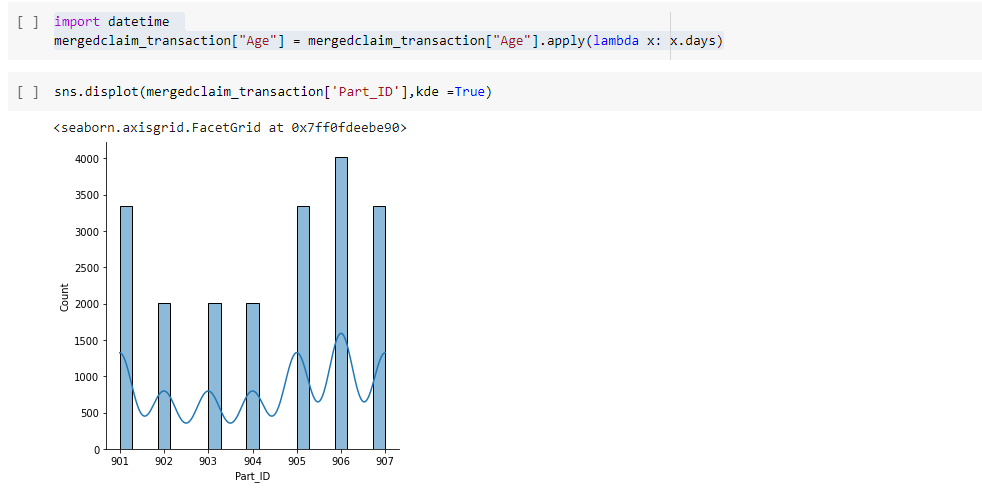 [ ] import datetime
mergedclaim_transaction["Age"] = mergedclaim_transaction["Age"].apply(lambda x: x.days)
[ ] sns.displot(mergedclaim_transaction['Part_ID'],kde =True)
<seaborn.axisgrid.FacetGrid at 0x7ff0fdeebe90>
4000
3500
3000
2500
2000
1500
1000
500
0
Count
901 902 903 904 905 906 907
Part_ID